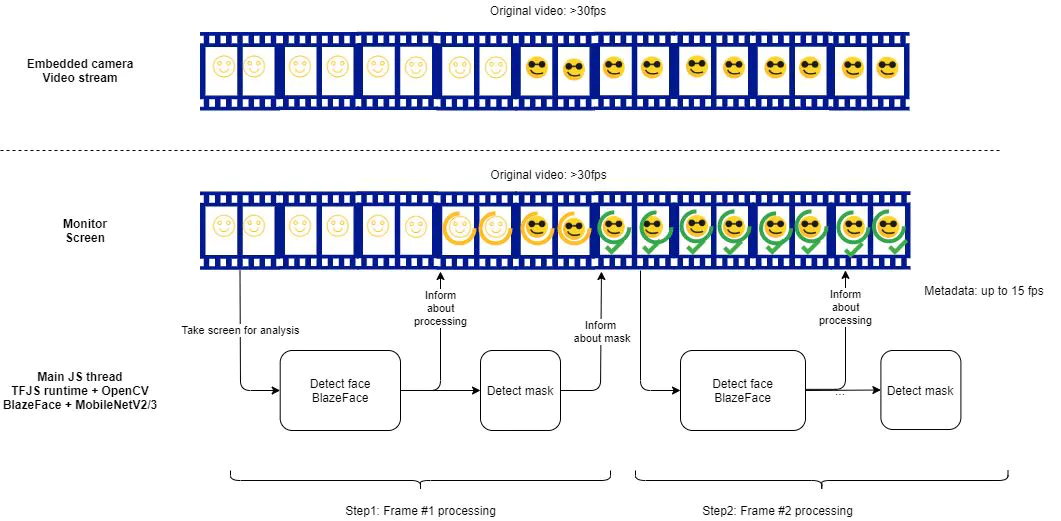 Original video: >30fps
Embedded camera
Video stream
Original video: >30fps
Monitor
Screen
Metadata: up to 15 fps
Take screen for analysis
Inform
about
processing
Inform
about mask
Inform
about
processing
Main JS thread
TFJS runtime + OpenCV
BlazeFace + MobileNetV2/3
Detect face
BlazeFace
Detect mask
Detect face
BlazeFace
...
Detect mask
Step1: Frame #1 processing
Step2: Frame #2 processing